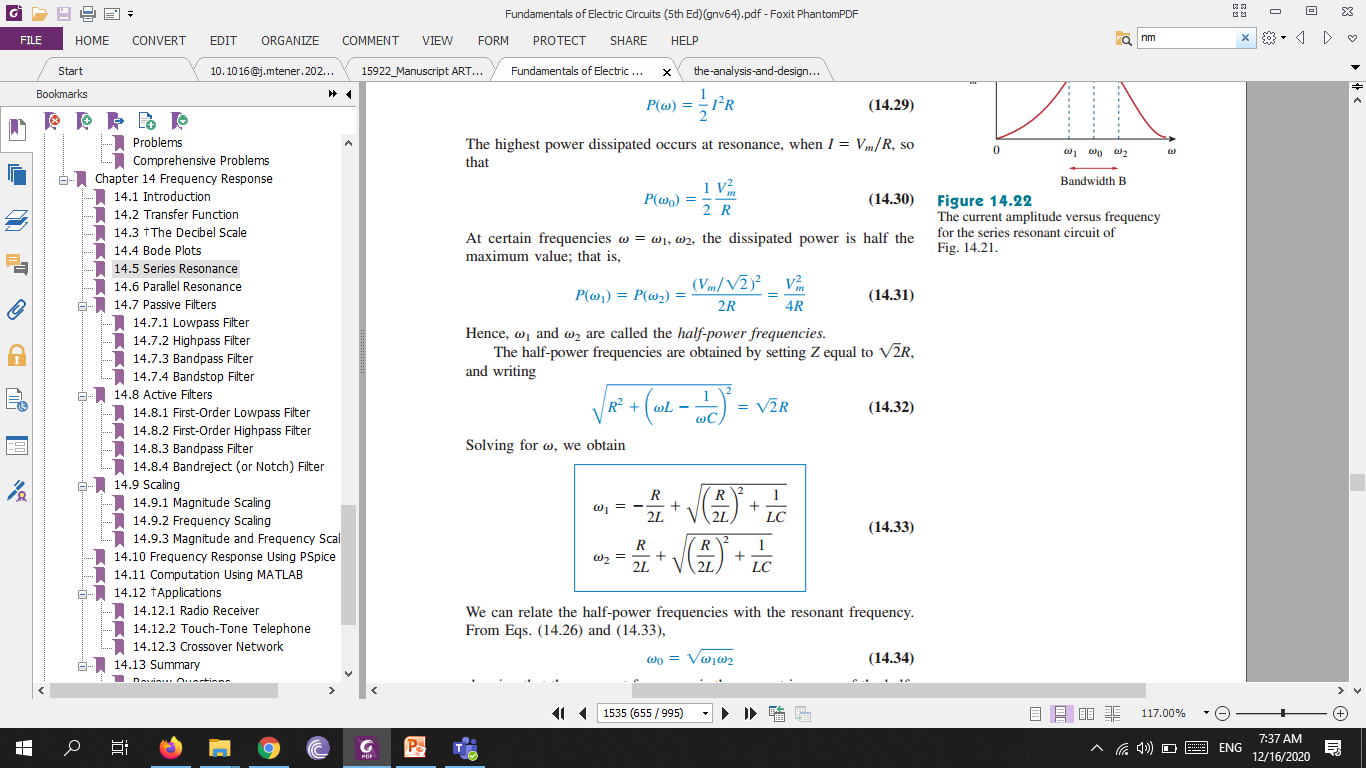 Fundamentals of Electric Circuits (5th Ed)(gnv64).pdf - Foxit PhantomPDF
FILE HOME CONVERT EDIT ORGANIZE COMMENT VIEW FORM PROTECT SHARE HELP nm
Start 10.1016@j.mtener.202... 15922_Manuscript ART... Fundamentals of Electric ... the-analysis-and-design...
Bookmarks
Problems
Comprehensive Problems
Chapter 14 Frequency Response
14.1 Introduction
14.2 Transfer Function
14.3 †The Decibel Scale
14.4 Bode Plots
14.5 Series Resonance
14.6 Parallel Resonance
14.7 Passive Filters
14.7.1 Lowpass Filter
14.7.2 Highpass Filter
14.7.3 Bandpass Filter
14.7.4 Bandstop Filter
14.8 Active Filters
14.8.1 First-Order Lowpass Filter
14.8.2 First-Order Highpass Filter
14.8.3 Bandpass Filter
14.8.4 Bandreject (or Notch) Filter
14.9 Scaling
14.9.1 Magnitude Scaling
14.9.2 Frequency Scaling
14.9.3 Magnitude and Frequency Scal
14.10 Frequency Response Using PSpice
14.11 Computation Using MATLAB
14.12 †Applications
14.12.1 Radio Receiver
14.12.2 Touch-Tone Telephone
14.12.3 Crossover Network
14.13 Summary
P(ω) = 1/2 I²R (14.29)
The highest power dissipated occurs at resonance, when I = Vm/R, so
that
P(ω0) = 1/2 Vm²/R (14.30)
At certain frequencies ω = ω1, ω2, the dissipated power is half the
maximum value; that is,
P(ω1) = P(ω2) = (Vm/√2)²/2R = Vm²/4R (14.31)
Hence, ω1 and ω2 are called the half-power frequencies.
The half-power frequencies are obtained by setting Z equal to √2R,
and writing
√(R² + (ωL − 1/ωC)²) = √2R (14.32)
Solving for ω, we obtain
ω1 = −R/2L + √((R/2L)² + 1/LC)
(14.33)
ω2 = R/2L + √((R/2L)² + 1/LC)
We can relate the half-power frequencies with the resonant frequency.
From Eqs. (14.26) and (14.33),
ω0 = √ω1ω2 (14.34)
0 ω1 ω0 ω2 ω
Bandwidth B
Figure 14.22
The current amplitude versus frequency
for the series resonant circuit of
Fig. 14.21.
1535 (655 / 995) 117.00%
PDF ENG 7:37 AM
12/16/2020